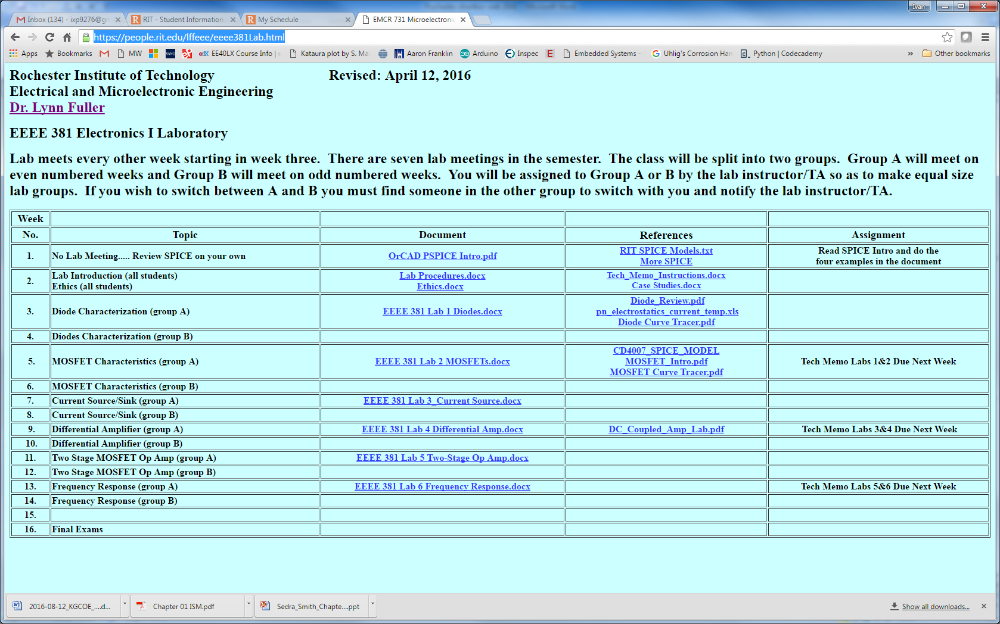 Ivan
Inbox (134) - ixp9276@gm
RIT - Student Information
My Schedule
EMCR 731 Microelectronic
https://people.rit.edu/lffeee/eeee381Lab.html
Apps
Bookmarks
MW
YANG
edX EE40LX Course Info |
Kataura plot by S. Mar
Aaron Franklin
Arduino
Inspec
E
Embedded Systems -
Uhlig's Corrosion Han
Python | Codecademy
»
Other bookmarks
Rochester Institute of Technology Revised: April 12, 2016
Electrical and Microelectronic Engineering
Dr. Lynn Fuller
EEEE 381 Electronics I Laboratory
Lab meets every other week starting in week three. There are seven lab meetings in the semester. The class will be split into two groups. Group A will meet on
even numbered weeks and Group B will meet on odd numbered weeks. You will be assigned to Group A or B by the lab instructor/TA so as to make equal size
lab groups. If you wish to switch between A and B you must find someone in the other group to switch with you and notify the lab instructor/TA.
Week
No. Topic Document References Assignment
1. No Lab Meeting..... Review SPICE on your own OrCAD PSPICE Intro.pdf RIT SPICE Models.txt Read SPICE Intro and do the
More SPICE four examples in the document
2. Lab Introduction (all students) Lab Procedures.docx Tech_Memo_Instructions.docx
Ethics (all students) Ethics.docx Case Studies.docx
3. Diode Characterization (group A) EEEE 381 Lab 1 Diodes.docx Diode_Review.pdf
pn_electrostatics_current_temp.xls
Diode Curve Tracer.pdf
4. Diodes Characterization (group B)
5. MOSFET Characteristics (group A) EEEE 381 Lab 2 MOSFETs.docx CD4007_SPICE_MODEL Tech Memo Labs 1&2 Due Next Week
MOSFET_Intro.pdf
MOSFET Curve Tracer.pdf
6. MOSFET Characteristics (group B)
7. Current Source/Sink (group A) EEEE 381 Lab 3_Current Source.docx
8. Current Source/Sink (group B)
9. Differential Amplifier (group A) EEEE 381 Lab 4 Differential Amp.docx DC_Coupled_Amp_Lab.pdf Tech Memo Labs 3&4 Due Next Week
10. Differential Amplifier (group B)
11. Two Stage MOSFET Op Amp (group A) EEEE 381 Lab 5 Two-Stage Op Amp.docx
12. Two Stage MOSFET Op Amp (group B)
13. Frequency Response (group A) EEEE 381 Lab 6 Frequency Response.docx Tech Memo Labs 5&6 Due Next Week
14. Frequency Response (group B)
15.
16. Final Exams
2016-08-12_KGCOE_....d...
Chapter 01 ISM.pdf
Sedra_Smith_Chapte....ppt
Show all downloads...